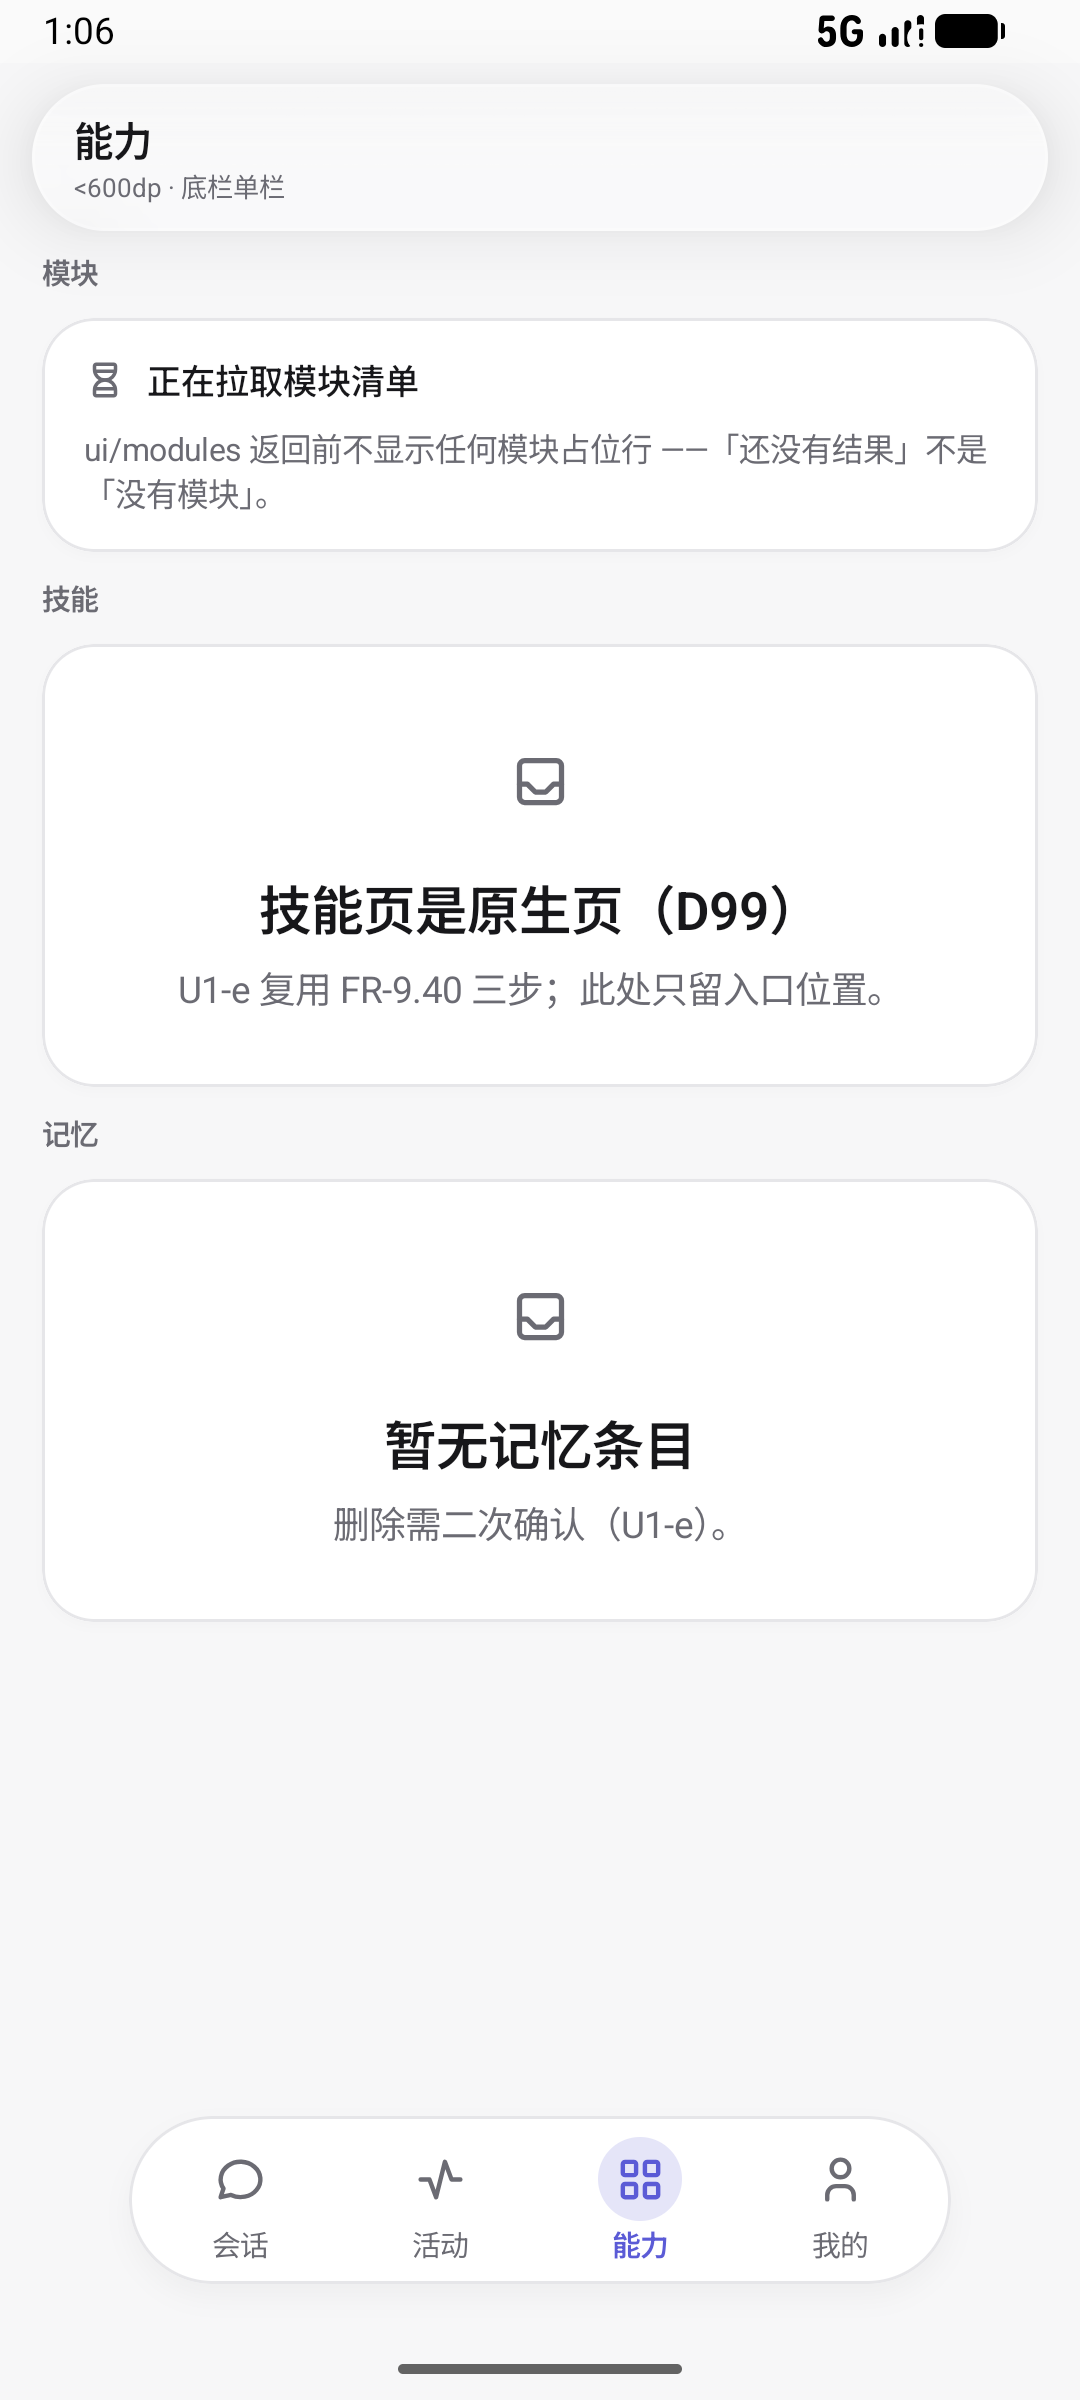 1:06
5G
能力
<600dp · 底栏单栏
模块
正在拉取模块清单
ui/modules 返回前不显示任何模块占位行 ——「还没有结果」不是
「没有模块」。
技能
技能页是原生页（D99）
U1-e 复用 FR-9.40 三步；此处只留入口位置。
记忆
暂无记忆条目
删除需二次确认（U1-e）。
会话
活动
能力
我的